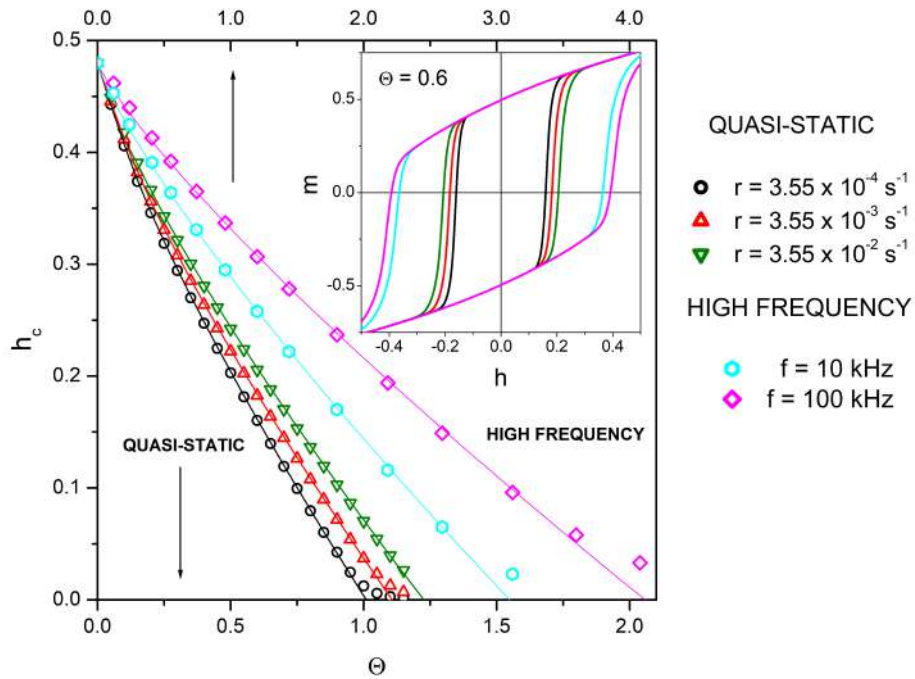 0.0 1.0 2.0 3.0 4.0
0.5
0.4
0.3
0.2
0.1
0.0
h_c
0.0 0.5 1.0 1.5 2.0
Θ
QUASI-STATIC
HIGH FREQUENCY
Θ = 0.6
0.5
0.0
-0.5
m
-0.4 -0.2 0.0 0.2 0.4
h
QUASI-STATIC
r = 3.55 x 10⁻⁴ s⁻¹
r = 3.55 x 10⁻³ s⁻¹
r = 3.55 x 10⁻² s⁻¹
HIGH FREQUENCY
f = 10 kHz
f = 100 kHz